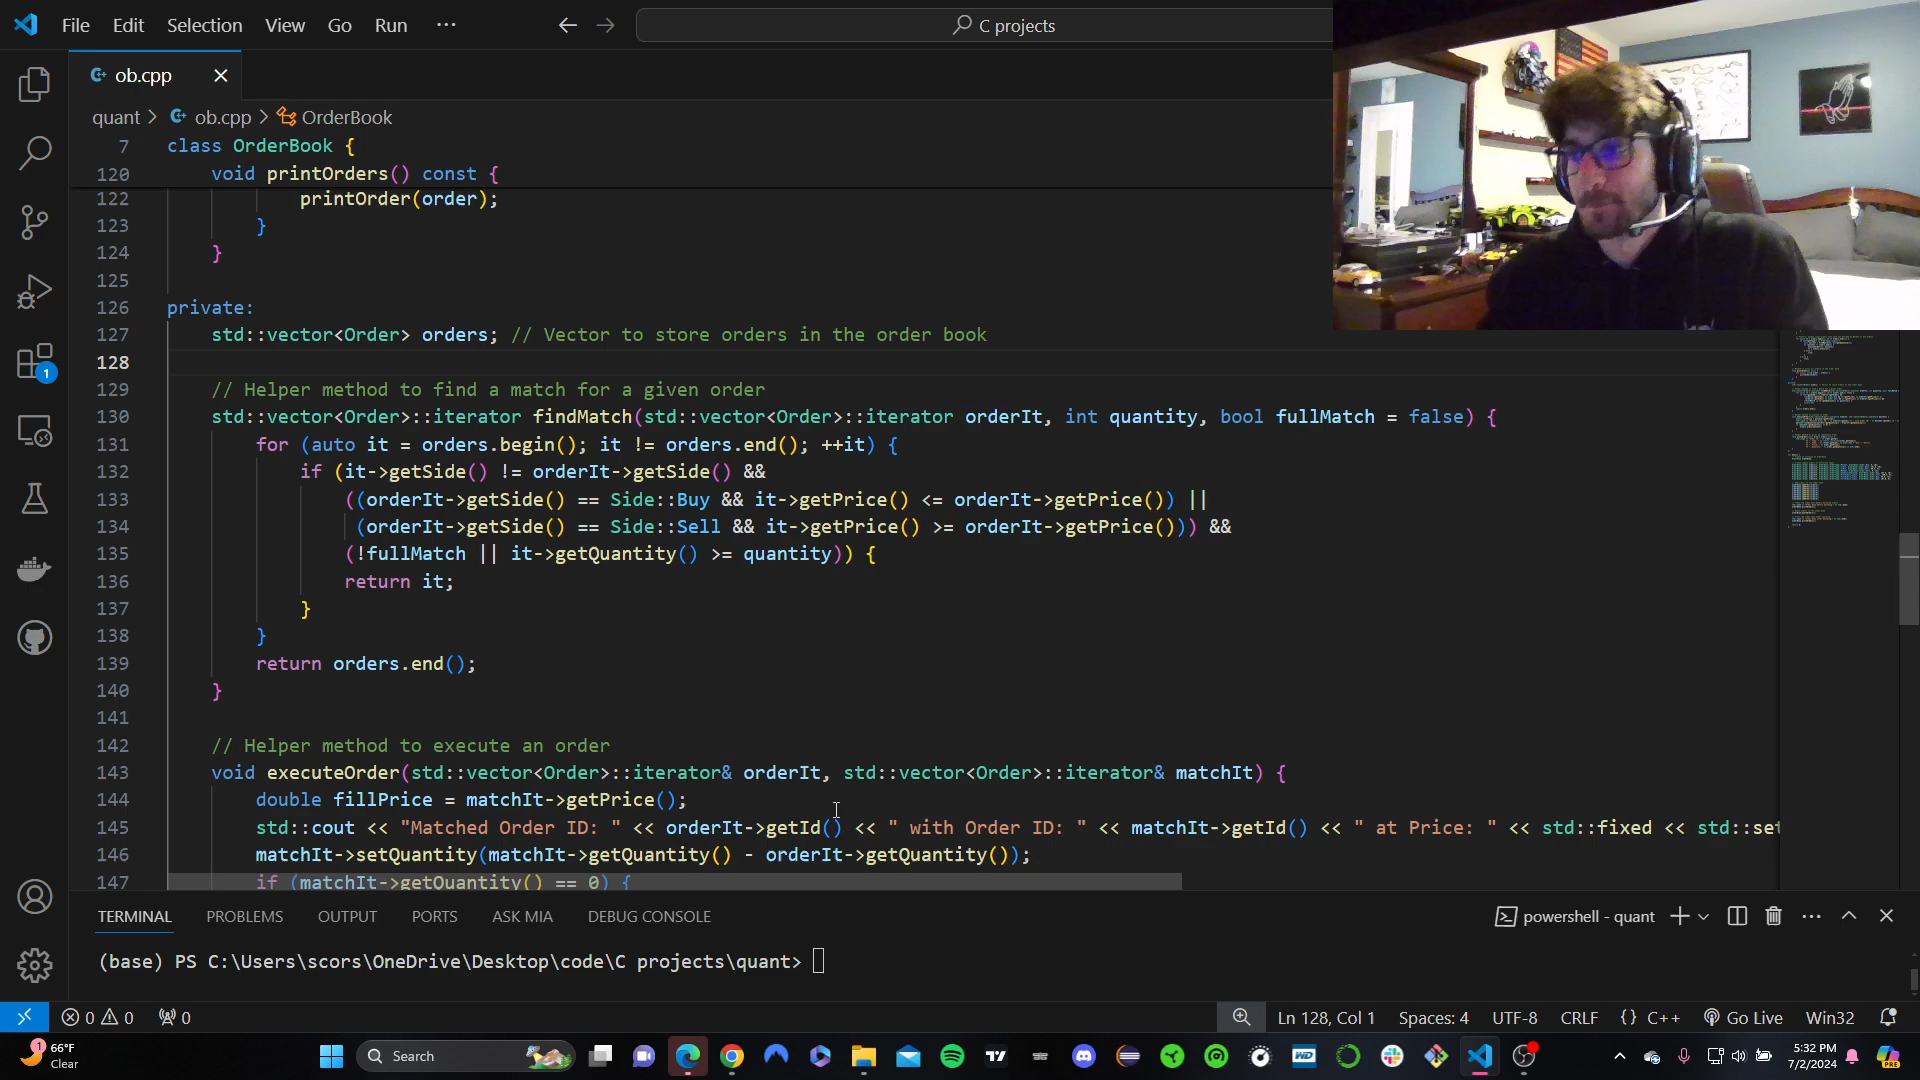 File Edit Selection View Go Run ··· C projects
ob.cpp
quant > ob.cpp > OrderBook
7 class OrderBook {
120 void printOrders() const {
122 printOrder(order);
123 }
124 }
125
126 private:
127 std::vector<Order> orders; // Vector to store orders in the order book
128
129 // Helper method to find a match for a given order
130 std::vector<Order>::iterator findMatch(std::vector<Order>::iterator orderIt, int quantity, bool fullMatch = false) {
131 for (auto it = orders.begin(); it != orders.end(); ++it) {
132 if (it->getSide() != orderIt->getSide() &&
133 ((orderIt->getSide() == Side::Buy && it->getPrice() <= orderIt->getPrice()) ||
134 (orderIt->getSide() == Side::Sell && it->getPrice() >= orderIt->getPrice())) &&
135 (!fullMatch || it->getQuantity() >= quantity)) {
136 return it;
137 }
138 }
139 return orders.end();
140 }
141
142 // Helper method to execute an order
143 void executeOrder(std::vector<Order>::iterator& orderIt, std::vector<Order>::iterator& matchIt) {
144 double fillPrice = matchIt->getPrice();
145 std::cout << "Matched Order ID: " << orderIt->getId() << " with Order ID: " << matchIt->getId() << " at Price: " << std::fixed << std::set
146 matchIt->setQuantity(matchIt->getQuantity() - orderIt->getQuantity());
147 if (matchIt->getQuantity() == 0) {
1
TERMINAL PROBLEMS OUTPUT PORTS ASK MIA DEBUG CONSOLE powershell - quant
(base) PS C:\Users\scors\OneDrive\Desktop\code\C projects\quant>
0 0 0 Ln 128, Col 1 Spaces: 4 UTF-8 CRLF {} C++ Go Live Win32
1 66°F
Clear
Search
WD
PRE
5:32 PM
7/2/2024